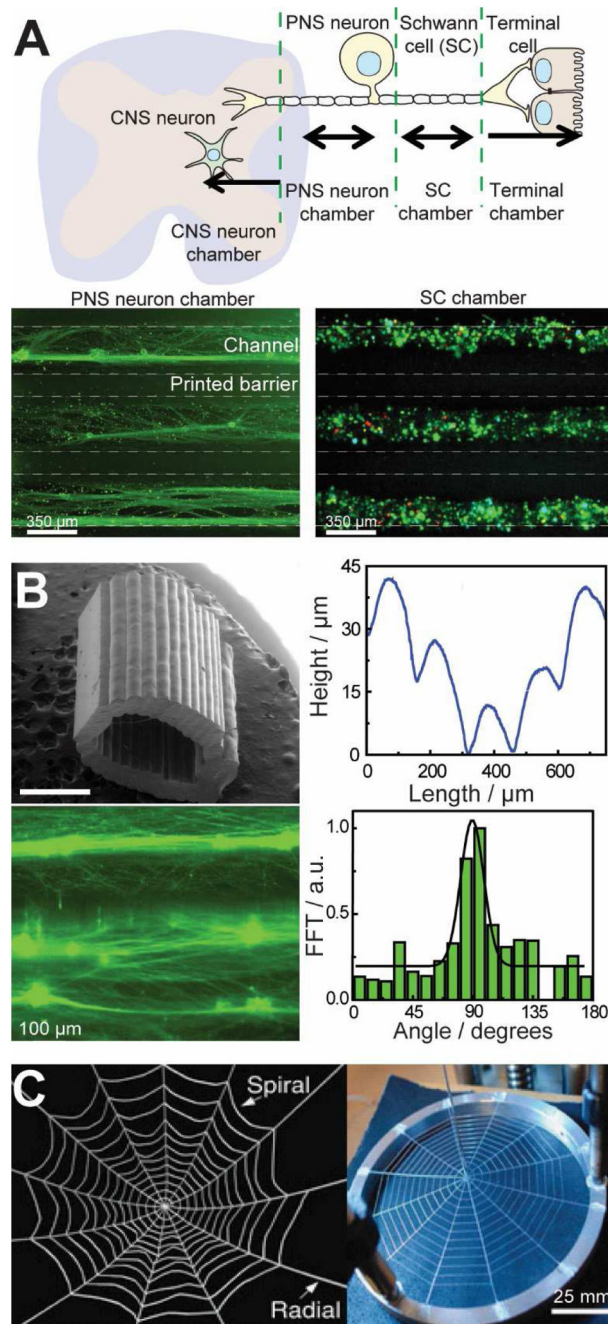 A
PNS neuron
Schwann
cell (SC)
Terminal
cell
CNS neuron
PNS neuron
chamber
SC
chamber
Terminal
chamber
CNS neuron
chamber
PNS neuron chamber
SC chamber
Channel
Printed barrier
350 µm
350 µm
B
45
30
15
0
Height / µm
0 200 400 600
Length / µm
100 µm
1.0
0.5
0.0
FFT / a.u.
45 90 135 180
Angle / degrees
C
Spiral
Radial
25 mm